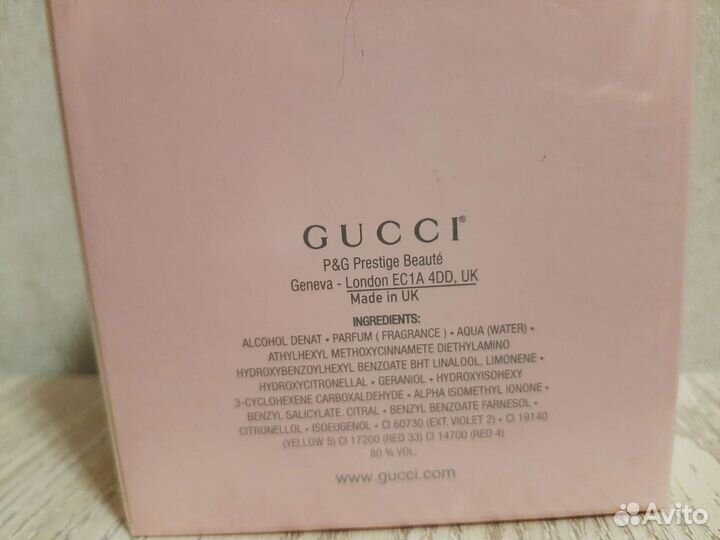 GUCCI®
P&G Prestige Beauté
Geneva - London EC1A 4DD, UK
Made in UK
INGREDIENTS:
ALCOHOL DENAT • PARFUM ( FRAGRANCE ) • AQUA (WATER) •
ATHYLHEXYL METHOXYCINNAMETE DIETHYLAMINO
HYDROXYBENZOYLHEXYL BENZOATE BHT LINALOOL, LIMONENE •
HYDROXYCITRONELLAL • GERANIOL • HYDROXYISOHEXY
3-CYCLOHEXENE CARBOXALDEHYDE • ALPHA ISOMETHYL IONONE •
BENZYL SALICYLATE. CITRAL • BENZYL BENZOATE FARNESOL •
CITRONELLOL • ISOEUGENOL • CI 60730 (EXT. VIOLET 2) • CI 19140
(YELLOW 5) CI 17200 (RED 33) CI 14700 (RED 4)
80 % VOL.
www.gucci.com
Avito